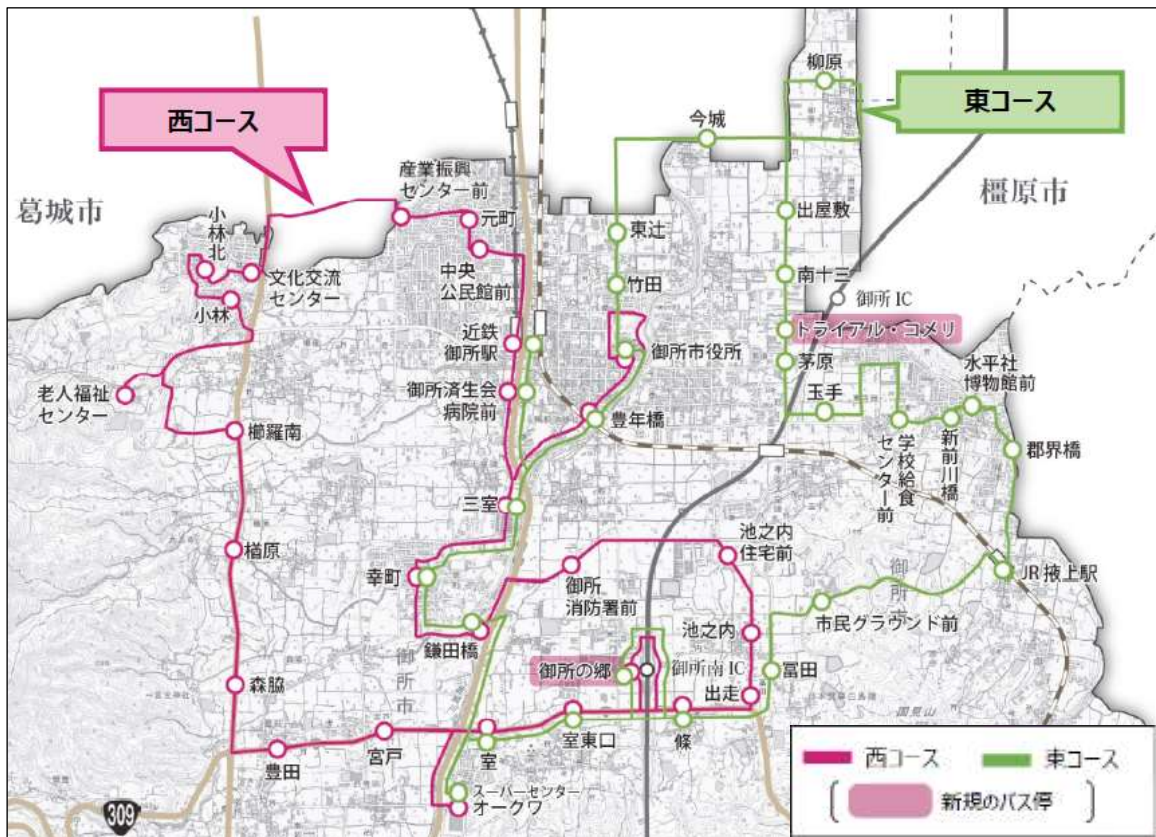 柳原
西コース
東コース
今城
産業振興
センター前
葛城市
橿原市
小林北
元町
出屋敷
東辻
文化交流
センター
中央
公民館前
竹田
南十三
御所IC
小林
トライアル・コメリ
近鉄
御所駅
御所市役所
水平社
博物館前
茅原
老人福祉
センター
御所済生会
病院前
玉手
豊年橋
櫛羅南
学校給食
センター前
新前川橋
郡界橋
三室
池之内
住宅前
楢原
幸町
御所
消防署前
御所市
JR掖上駅
市民グラウンド前
鎌田橋
池之内
御所市
御所の郷
御所南IC
冨田
森脇
出走
宮戸
室
室東口
條
豊田
スーパーセンター
オークワ
309
西コース
東コース
新規のバス停